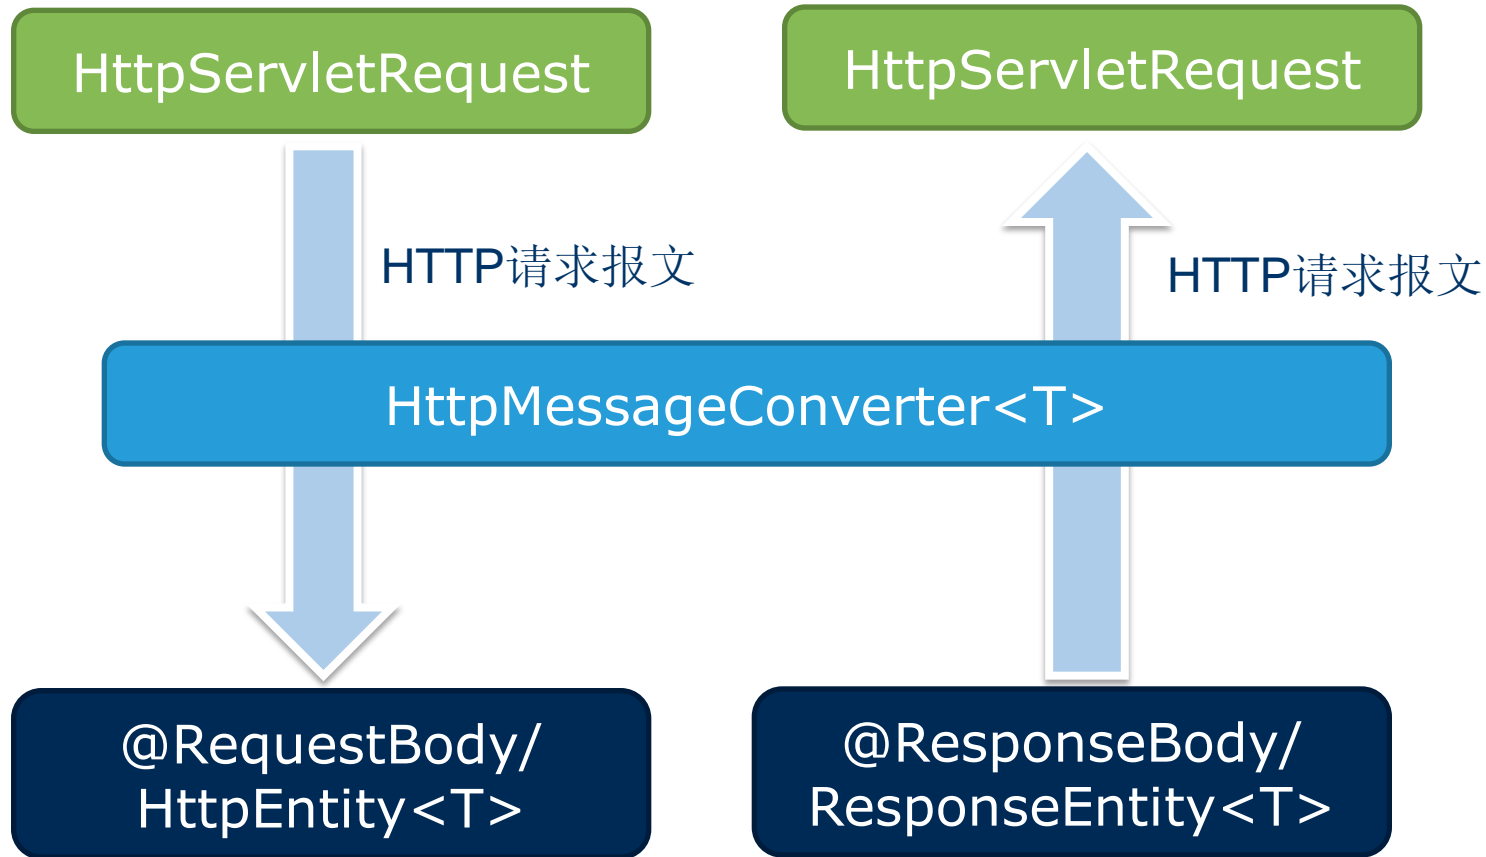 HttpServletRequest
HttpServletRequest
HTTP请求报文
HTTP请求报文
HttpMessageConverter<T>
@RequestBody/
HttpEntity<T>
@ResponseBody/
ResponseEntity<T>